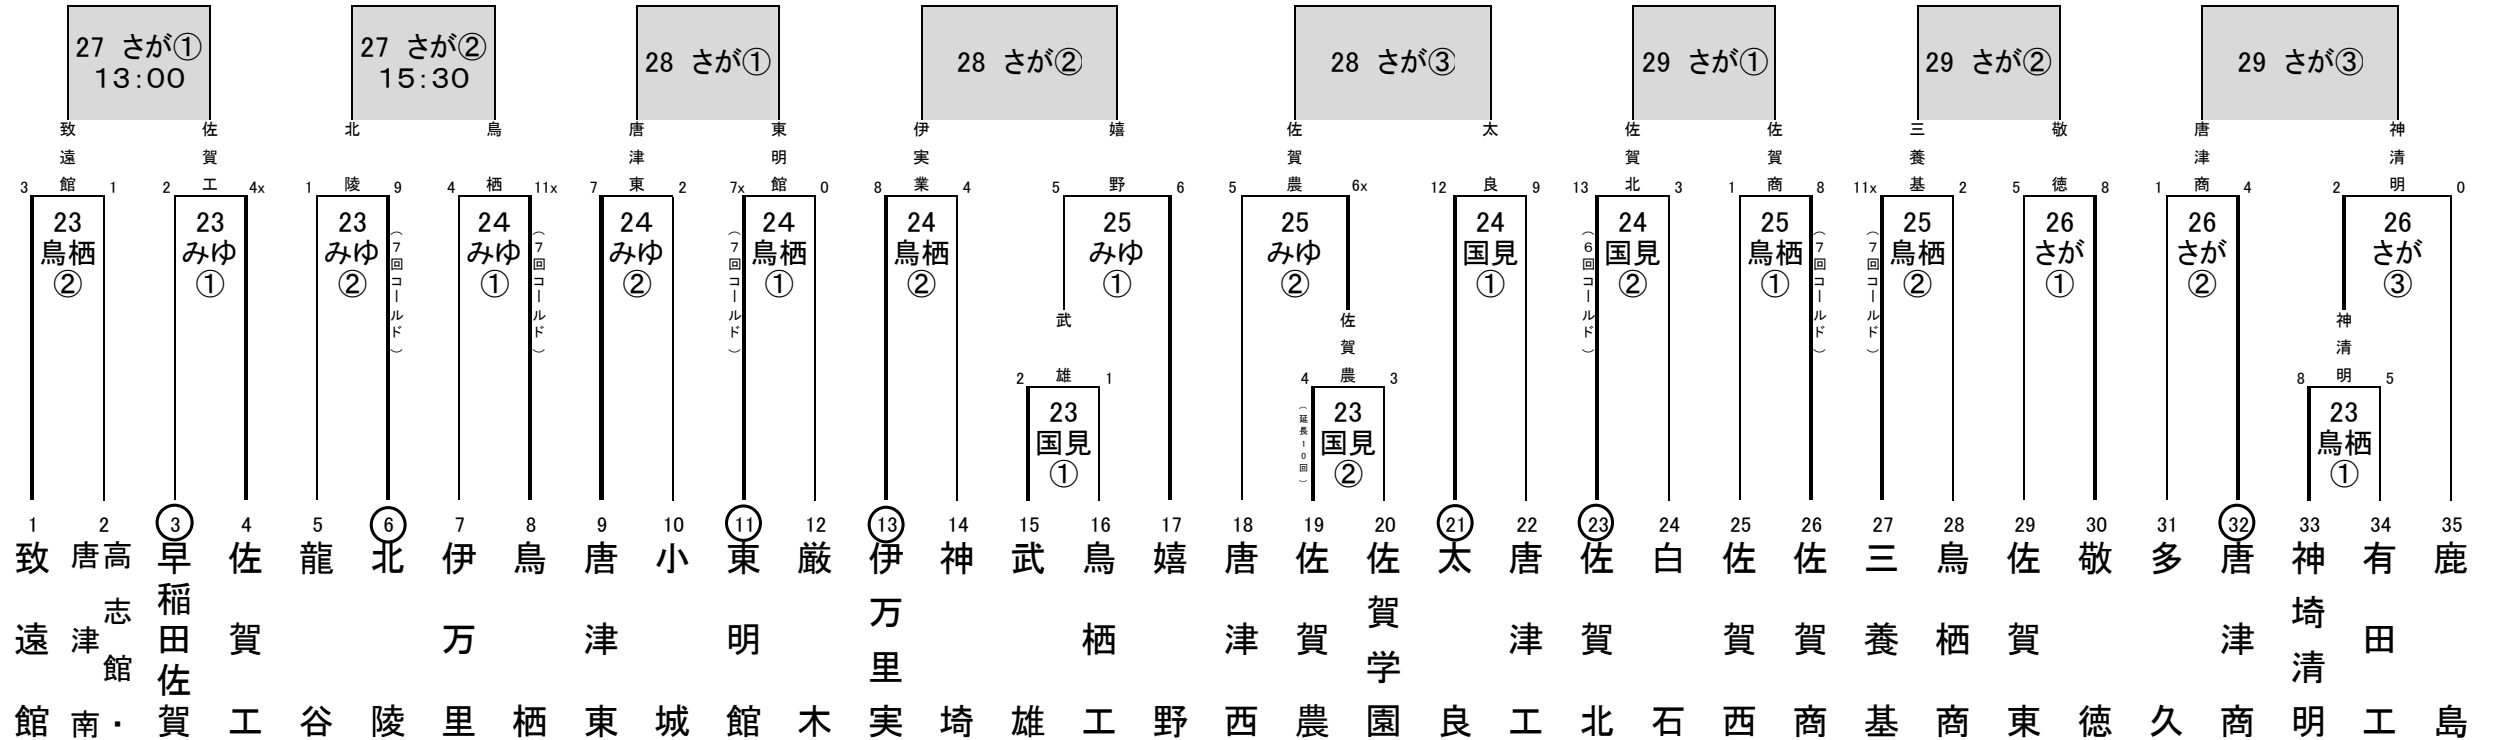 27 さが①
13:00
27 さが②
15:30
28 さが①
28 さが②
28 さが③
29 さが①
29 さが②
29 さが③
致遠館
佐賀工
北陵
鳥栖
唐津東
東明館
伊実業
嬉野
佐賀農
太良
佐賀北
佐賀商
三養基
敬徳
唐津商
神清明
3 1
2 4x
1 9
4 11x
7 2
7x 0
8 4
5 6
5 6x
12 9
13 3
1 8
11x 2
5 8
1 4
2 0
23
鳥栖
②
23
みゆ
①
23
みゆ
②
(7回コールド)
24
みゆ
①
(7回コールド)
24
みゆ
②
(7回コールド)
24
鳥栖
①
24
鳥栖
②
25
みゆ
①
25
みゆ
②
24
国見
①
(6回コールド)
24
国見
②
25
鳥栖
①
(7回コールド)
(7回コールド)
25
鳥栖
②
26
さが
①
26
さが
②
26
さが
③
武雄
佐賀農
神清明
2 1
4 3
8 5
23
国見
①
(延長10回)
23
国見
②
23
鳥栖
①
1 2 3 4 5 6 7 8 9 10 11 12 13 14 15 16 17 18 19 20 21 22 23 24 25 26 27 28 29 30 31 32 33 34 35
致遠館
唐津南・
高志館
早稲田佐賀
佐賀工
龍谷
北陵
伊万里
鳥栖
唐津東
小城
東明館
厳木
伊万里実
神埼
武雄
鳥栖工
嬉野
唐津西
佐賀農
佐賀学園
太良
唐津工
佐賀北
白石
佐賀西
佐賀商
三養基
鳥栖商
佐賀東
敬徳
多久
唐津商
神埼清明
有田工
鹿島